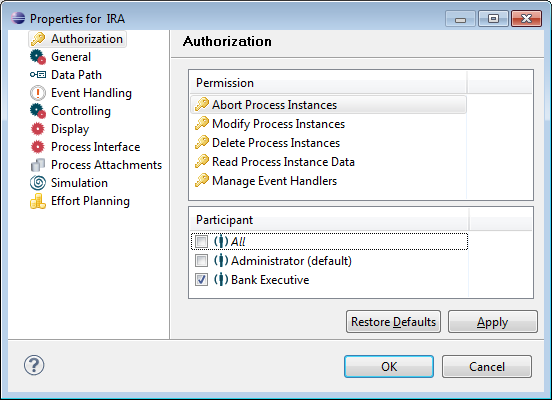 Properties for IRA
Authorization
General
Data Path
Event Handling
Controlling
Display
Process Interface
Process Attachments
Simulation
Effort Planning
Authorization
Permission
Abort Process Instances
Modify Process Instances
Delete Process Instances
Read Process Instance Data
Manage Event Handlers
Participant
All
Administrator (default)
Bank Executive
Restore Defaults
Apply
?
OK
Cancel